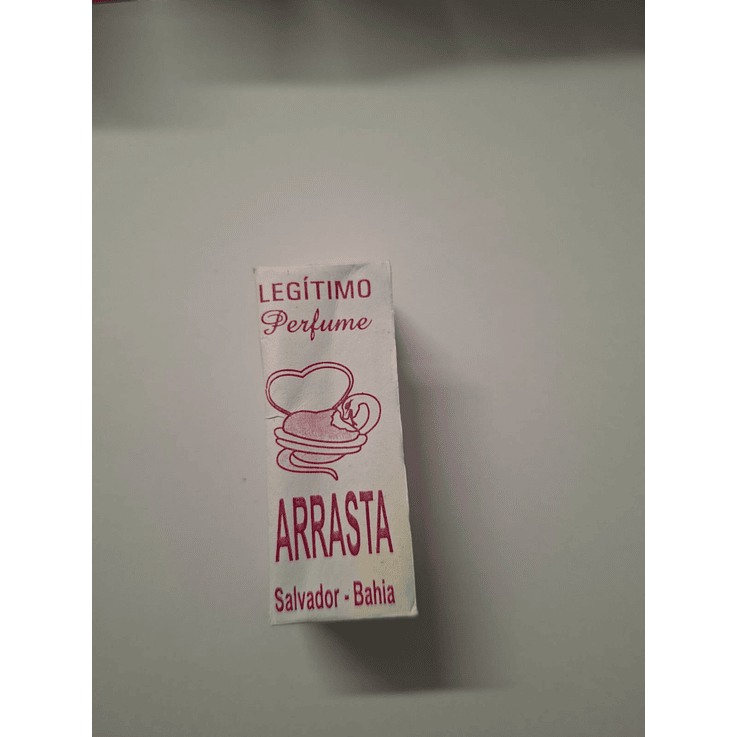 LEGÍTIMO
Perfume
ARRASTA
Salvador - Bahia